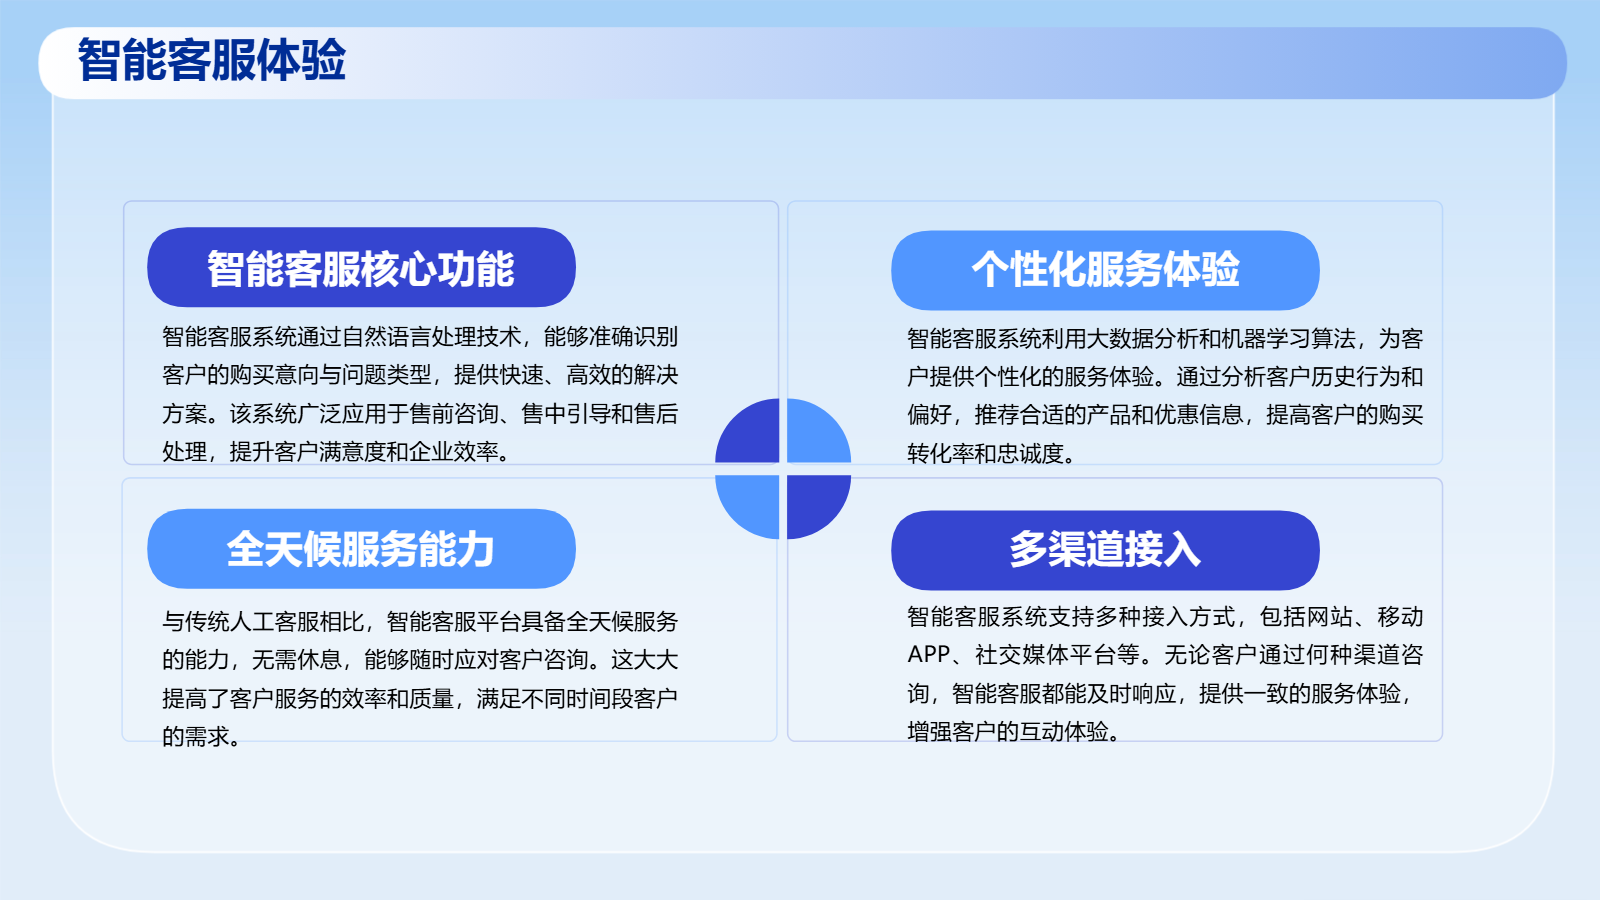 智能客服体验
智能客服核心功能
智能客服系统通过自然语言处理技术，能够准确识别
客户的购买意向与问题类型，提供快速、高效的解决
方案。该系统广泛应用于售前咨询、售中引导和售后
处理，提升客户满意度和企业效率。
个性化服务体验
智能客服系统利用大数据分析和机器学习算法，为客
户提供个性化的服务体验。通过分析客户历史行为和
偏好，推荐合适的产品和优惠信息，提高客户的购买
转化率和忠诚度。
全天候服务能力
与传统人工客服相比，智能客服平台具备全天候服务
的能力，无需休息，能够随时应对客户咨询。这大大
提高了客户服务的效率和质量，满足不同时间段客户
的需求。
多渠道接入
智能客服系统支持多种接入方式，包括网站、移动
APP、社交媒体平台等。无论客户通过何种渠道咨
询，智能客服都能及时响应，提供一致的服务体验，
增强客户的互动体验。